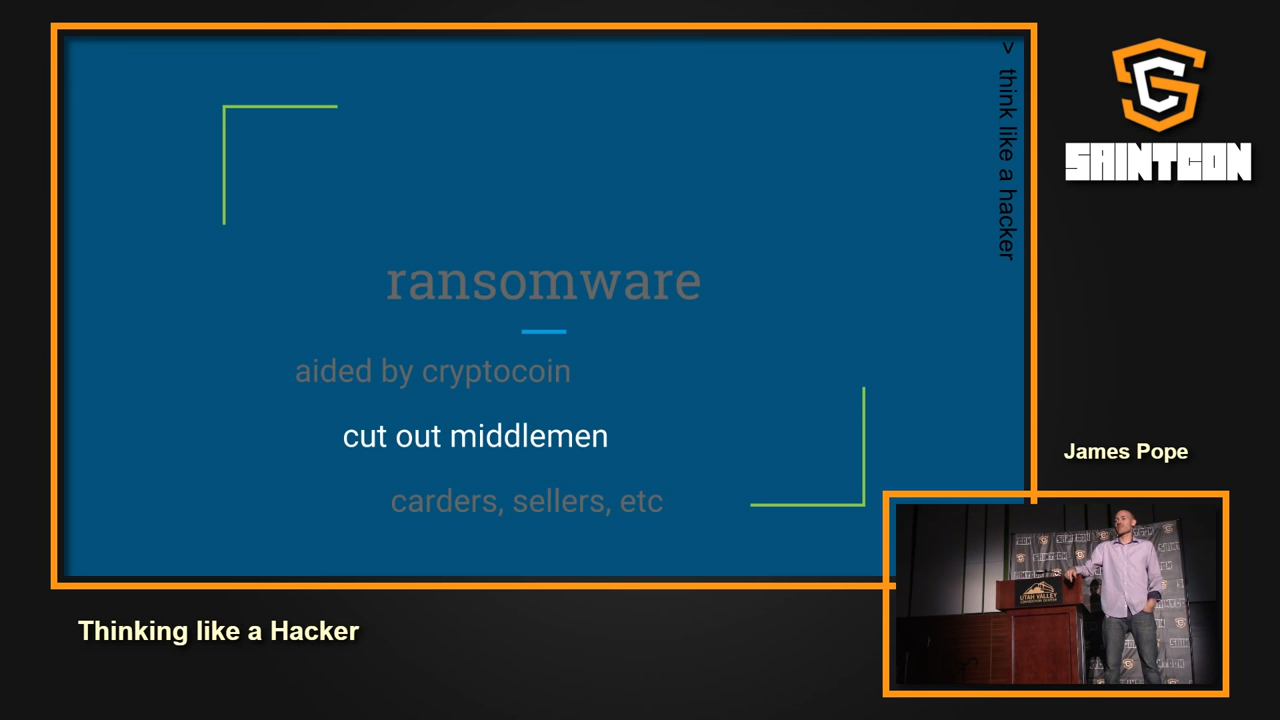 > think like a hacker
SAINTCON
ransomware
aided by cryptocoin
cut out middlemen
carders, sellers, etc
James Pope
UTAH VALLEY
Thinking like a Hacker